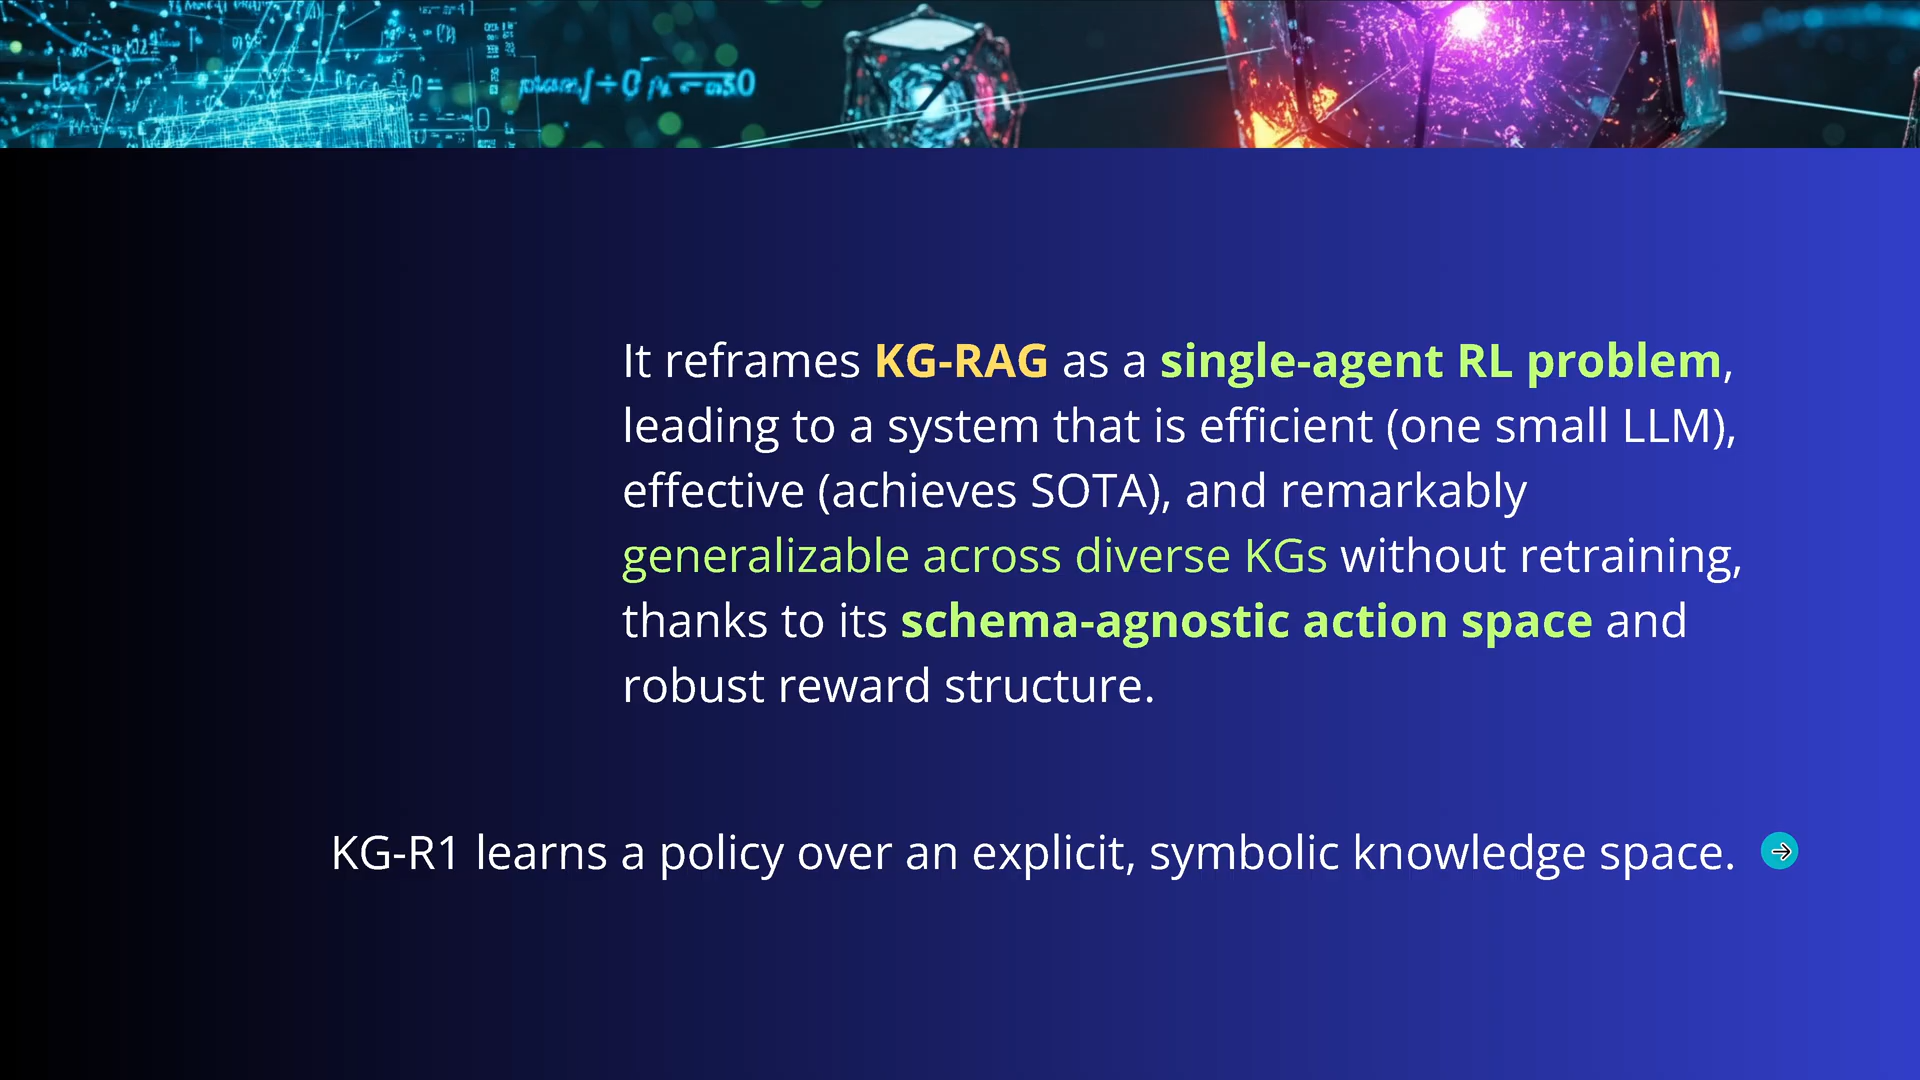 It reframes KG-RAG as a single-agent RL problem,
leading to a system that is efficient (one small LLM),
effective (achieves SOTA), and remarkably
generalizable across diverse KGs without retraining,
thanks to its schema-agnostic action space and
robust reward structure.
KG-R1 learns a policy over an explicit, symbolic knowledge space.